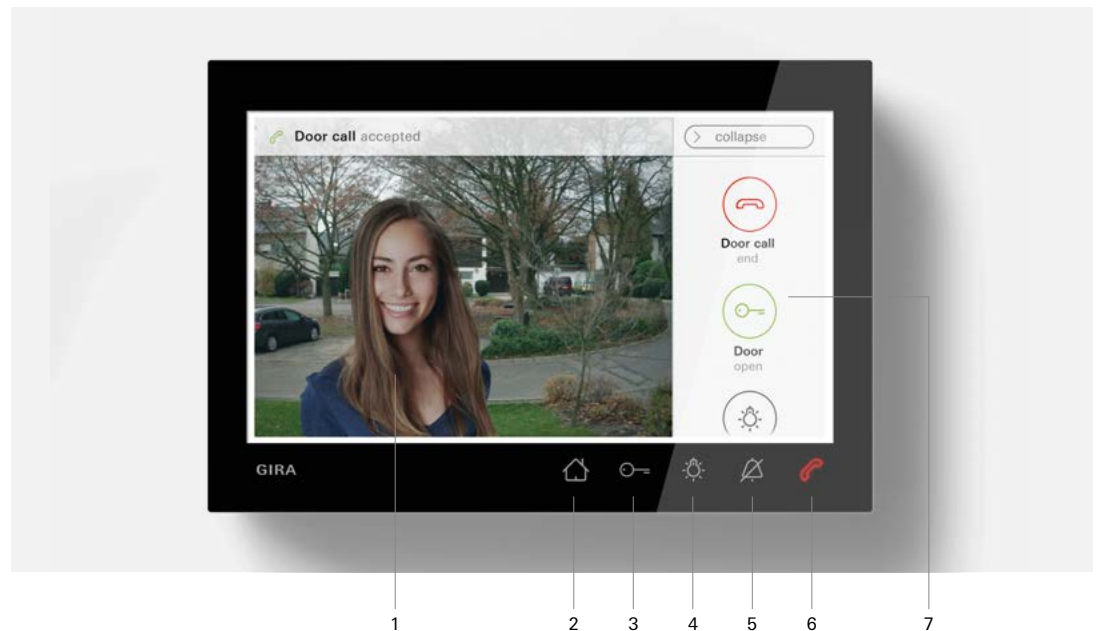 Door call accepted
collapse
Door call
end
Door
open
GIRA
1 2 3 4 5 6 7